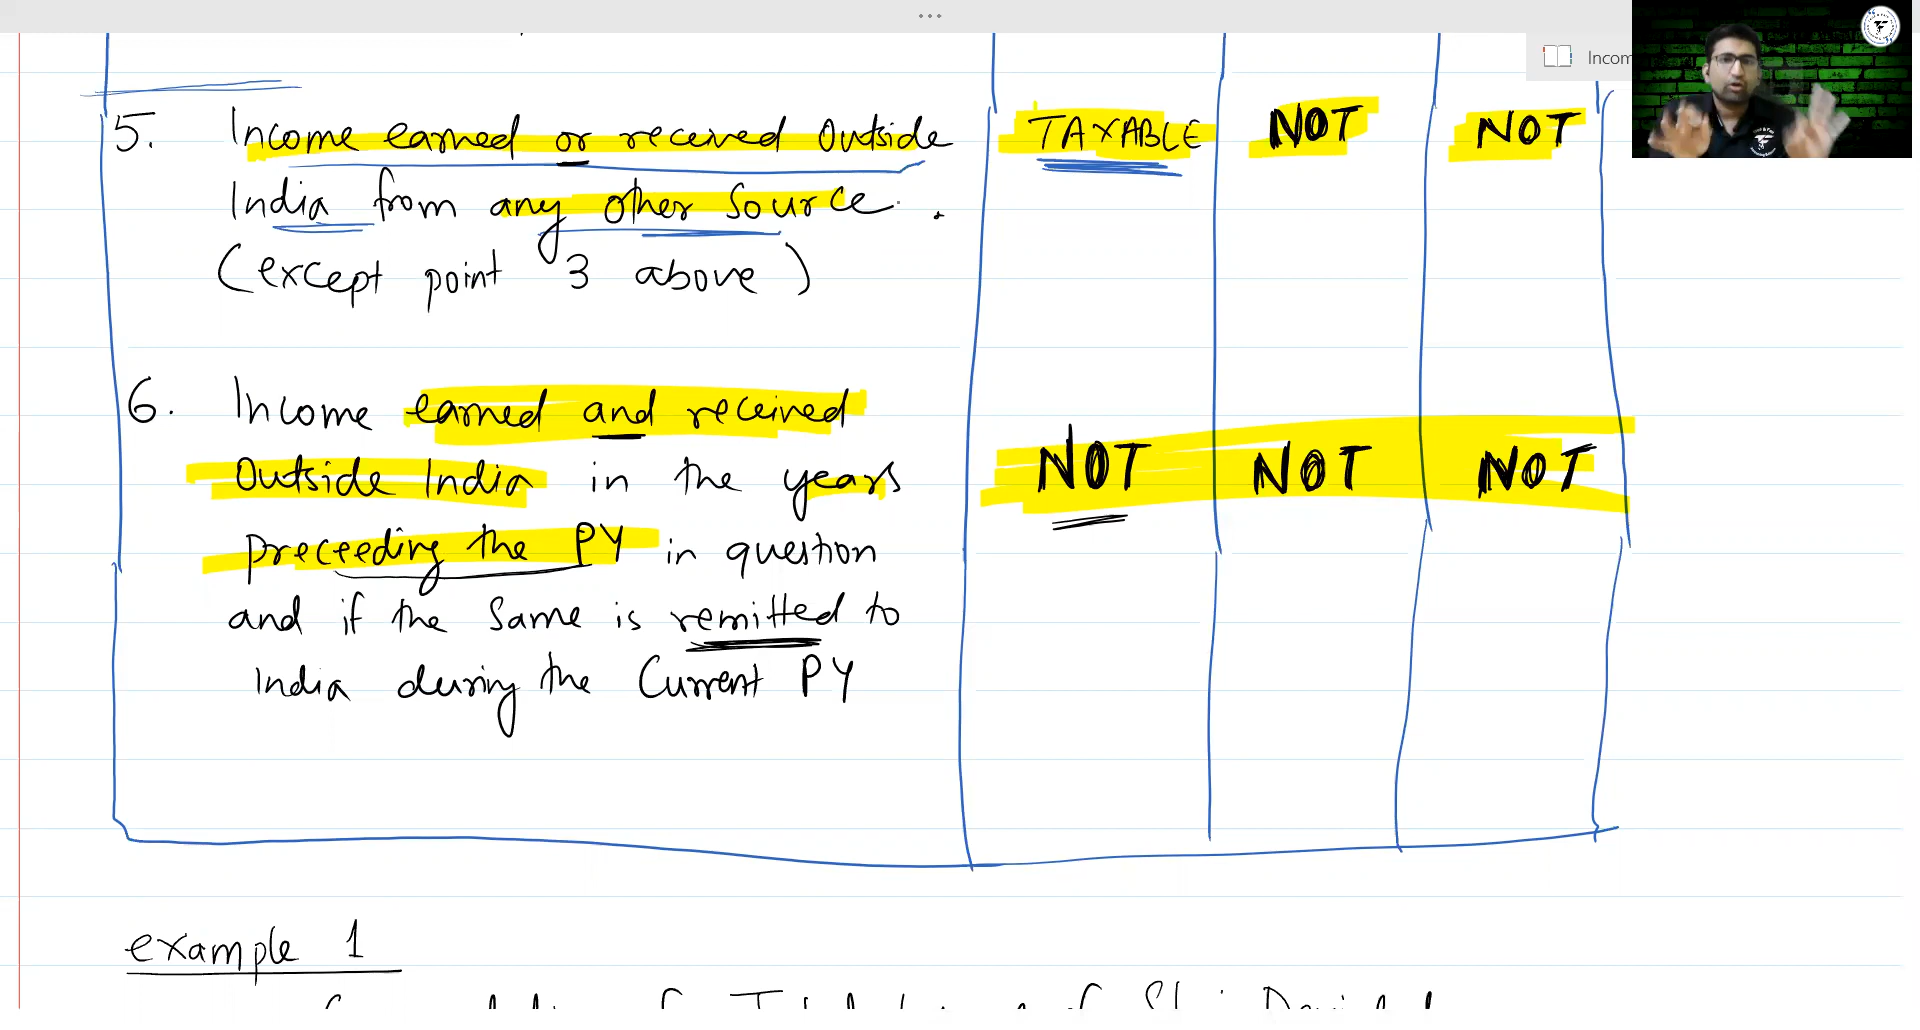 Incom
5. Income earned or received Outside TAXABLE NOT NOT
India from any other Source.
(except point 3 above)
6. Income earned and received
Outside India in the years NOT NOT NOT
preceeding the PY in question
and if the same is remitted to
India during the Current PY
example 1